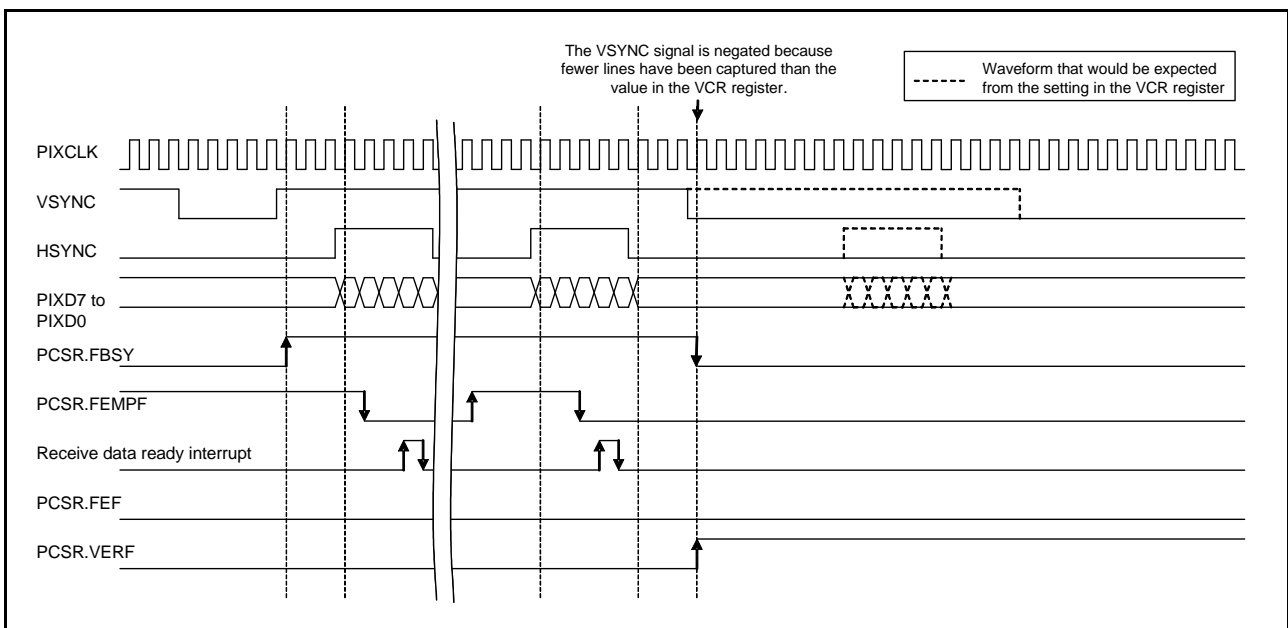 The VSYNC signal is negated because
fewer lines have been captured than the
value in the VCR register.
Waveform that would be expected
from the setting in the VCR register
PIXCLK
VSYNC
HSYNC
PIXD7 to
PIXD0
PCSR.FBSY
PCSR.FEMPF
Receive data ready interrupt
PCSR.FEF
PCSR.VERF